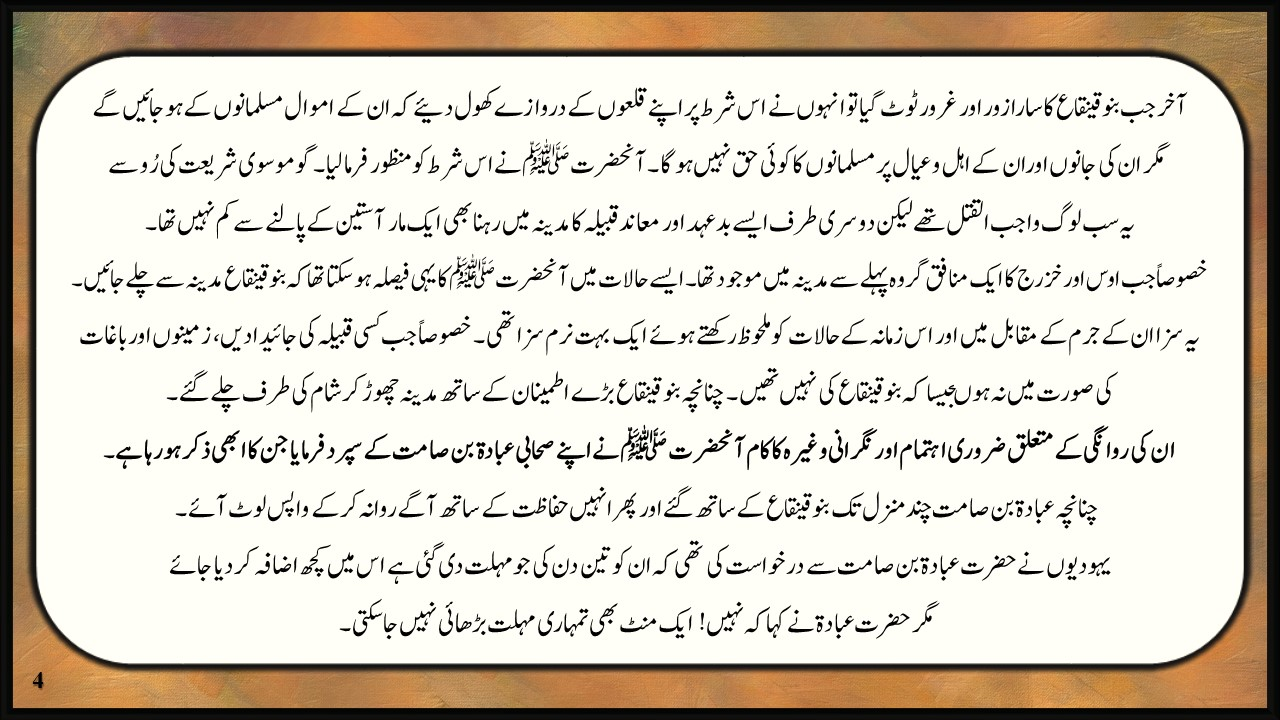 آخر جب بنو قینقاع کا سارا زور اور غرور ٹوٹ گیا تو انہوں نے اس شرط پر اپنے قلعوں کے دروازے کھول دیئے کہ ان کے اموال مسلمانوں کے ہو جائیں گے
مگر ان کی جانوں اور ان کے اہل و عیال پر مسلمانوں کا کوئی حق نہیں ہو گا۔ آنحضرت ﷺ نے اس شرط کو منظور فرما لیا۔ گو موسوی شریعت کی رُو سے
یہ سب لوگ واجب القتل تھے لیکن دوسری طرف ایسے بدعہد اور معاند قبیلہ کا مدینہ میں رہنا بھی ایک مار آستین کے پالنے سے کم نہیں تھا۔
خصوصاً جب اوس اور خزرج کا ایک منافق گروہ پہلے سے مدینہ میں موجود تھا۔ ایسے حالات میں آنحضرت ﷺ کا یہی فیصلہ ہو سکتا تھا کہ بنو قینقاع مدینہ سے چلے جائیں۔
یہ سزا ان کے جرم کے مقابل میں اور اس زمانہ کے حالات کو ملحوظ رکھتے ہوئے ایک بہت نرم سزا تھی۔ خصوصاً جب کسی قبیلہ کی جائیدادیں، زمینوں اور باغات
کی صورت میں نہ ہوں جیسا کہ بنو قینقاع کی نہیں تھیں۔ چنانچہ بنو قینقاع بڑے اطمینان کے ساتھ مدینہ چھوڑ کر شام کی طرف چلے گئے۔
ان کی روانگی کے متعلق ضروری اہتمام اور نگرانی وغیرہ کا کام آنحضرت ﷺ نے اپنے صحابی عبادۃ بن صامت کے سپرد فرمایا جن کا ابھی ذکر ہو رہا ہے۔
چنانچہ عبادۃ بن صامت چند منزل تک بنو قینقاع کے ساتھ گئے اور پھر انہیں حفاظت کے ساتھ آگے روانہ کر کے واپس لوٹ آئے۔
یہودیوں نے حضرت عبادۃ بن صامت سے درخواست کی تھی کہ ان کو تین دن کی جو مہلت دی گئی ہے اس میں کچھ اضافہ کر دیا جائے
مگر حضرت عبادۃ نے کہا کہ نہیں! ایک منٹ بھی تمہاری مہلت بڑھائی نہیں جا سکتی۔
4